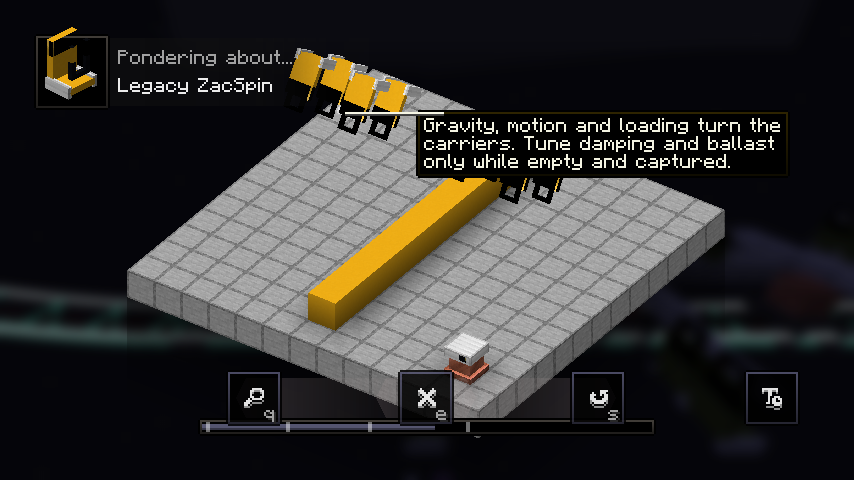 Pondering about...
Legacy ZacSpin
Gravity, motion and loading turn the
carriers. Tune damping and ballast
only while empty and captured.
q
e
s
T